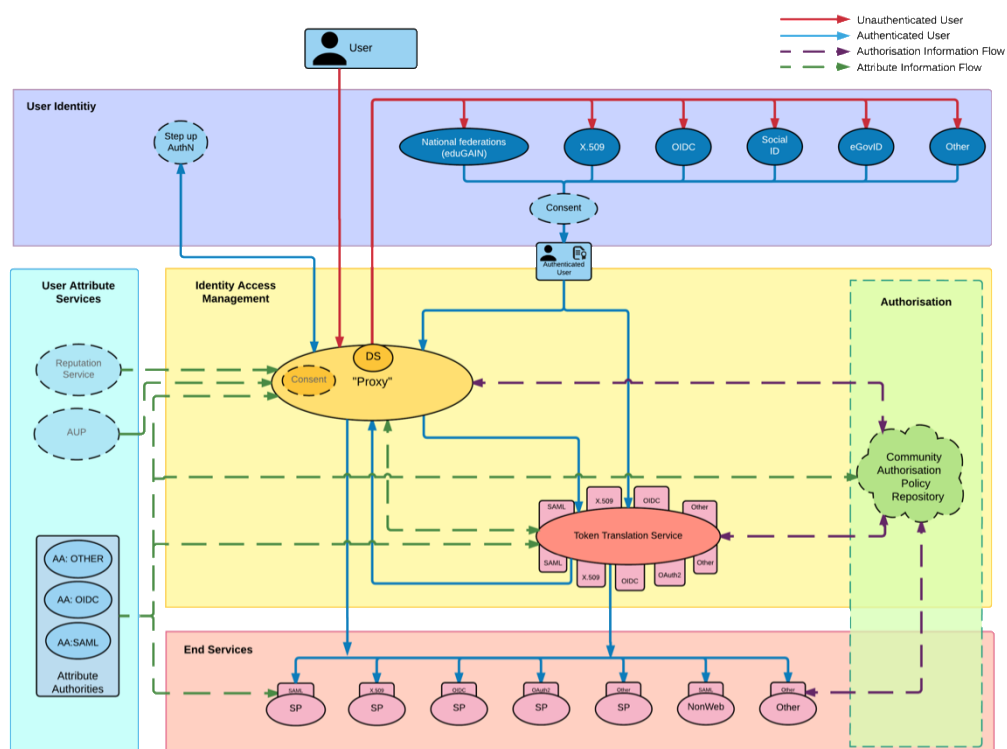 Unauthenticated User
Authenticated User
Authorisation Information Flow
Attribute Information Flow
User
User Identitiy
Step up
AuthN
National federations
(eduGAIN)
X.509
OIDC
Social
ID
eGovID
Other
Consent
Authenticated
User
User Attribute
Services
Identity Access
Management
Authorisation
Reputation
Service
AUP
DS
Consent
"Proxy"
Community
Authorisation
Policy
Repository
SAML
X.509
OIDC
Other
Token Translation Service
SAML
X.509
OIDC
OAuth2
Other
AA: OTHER
AA: OIDC
AA:SAML
Attribute
Authorities
End Services
SAML
SP
X.509
SP
OIDC
SP
OAuth2
SP
Other
SP
SAML
NonWeb
Other
Other